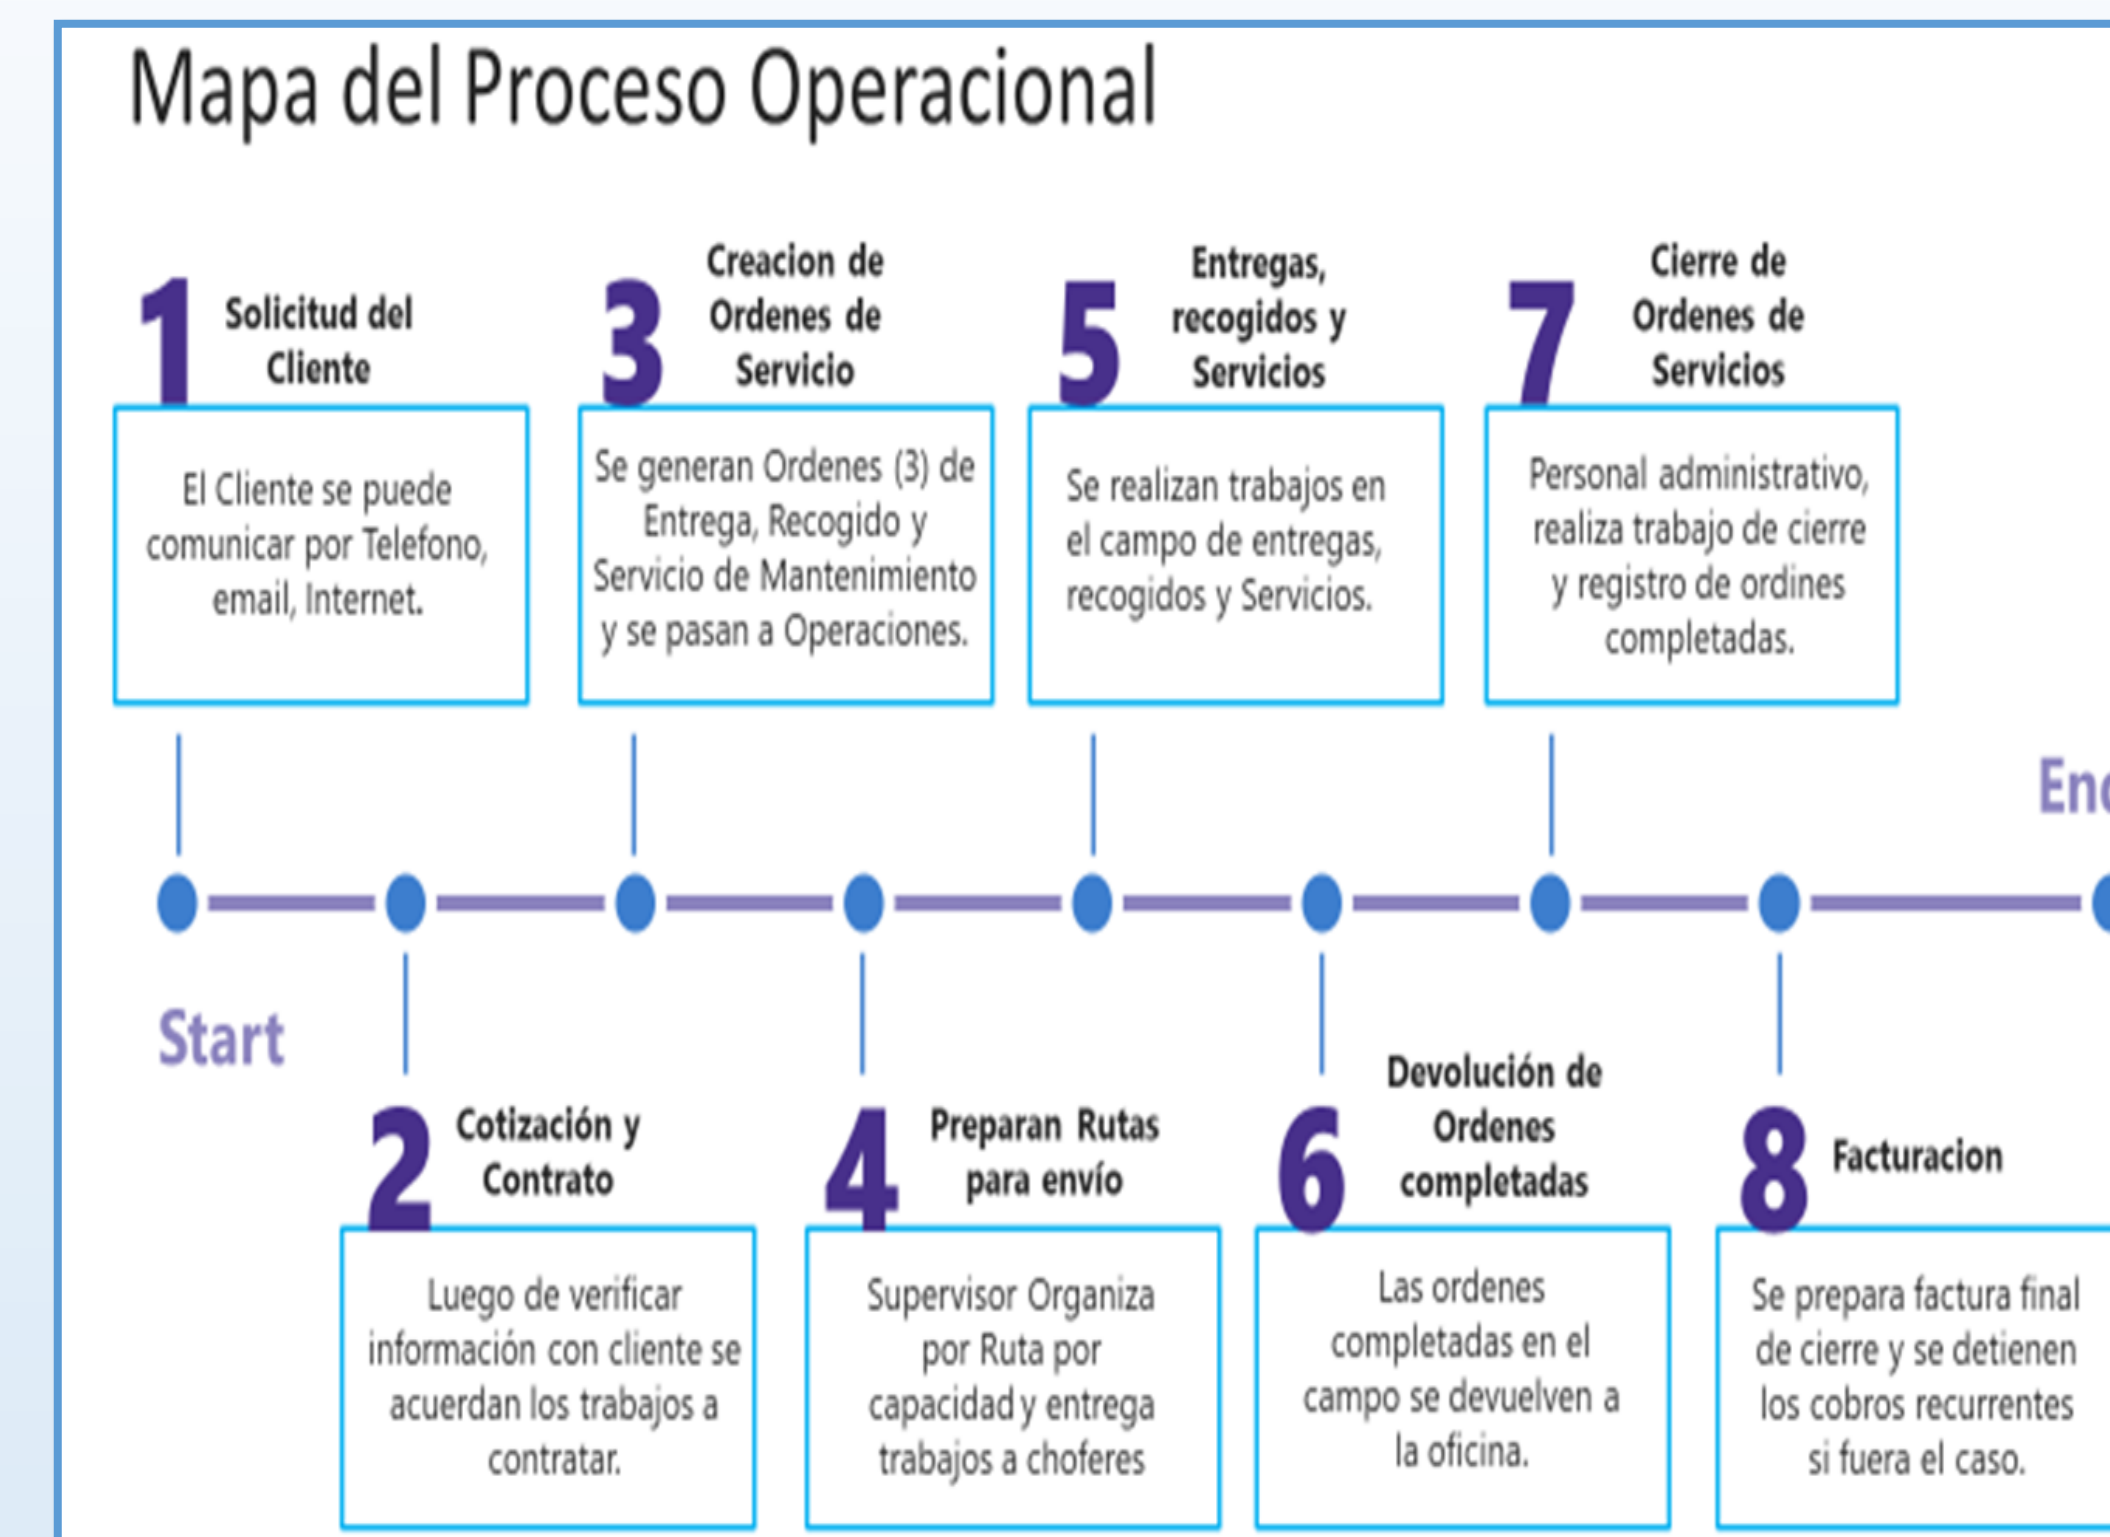 Mapa del Proceso Operacional
1
Solicitud del
Cliente
El Cliente se puede
comunicar por Telefono,
email, Internet.
3
Creacion de
Ordenes de
Servicio
Se generan Ordenes (3) de
Entrega, Recogido y
Servicio de Mantenimiento
y se pasan a Operaciones.
5
Entregas,
recogidos y
Servicios
Se realizan trabajos en
el campo de entregas,
recogidos y Servicios.
7
Cierre de
Ordenes de
Servicios
Personal administrativo,
realiza trabajo de cierre
y registro de ordines
completadas.
Start
2
Cotización y
Contrato
Luego de verificar
información con cliente se
acuerdan los trabajos a
contratar.
4
Preparan Rutas
para envío
Supervisor Organiza
por Ruta por
capacidad y entrega
trabajos a choferes
6
Devolución de
Ordenes
completadas
Las ordenes
completadas en el
campo se devuelven a
la oficina.
8
Facturacion
Se prepara factura final
de cierre y se detienen
los cobros recurrentes
si fuera el caso.